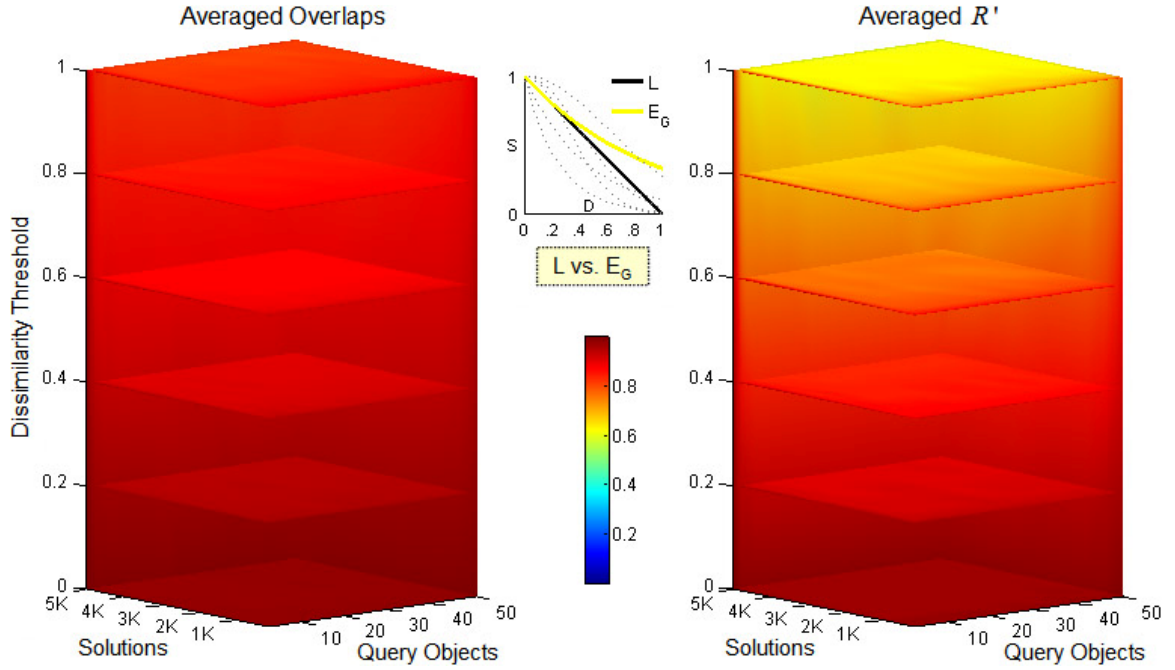 Averaged Overlaps
Averaged R'
Dissimilarity Threshold
1
0.8
0.6
0.4
0.2
0
5K 4K 3K 2K 1K
Solutions
10 20 30 40 50
Query Objects
1
S
0
D
0 .2 .4 .6 .8 1
L
E_G
L vs. E_G
0.8
0.6
0.4
0.2
1
0.8
0.6
0.4
0.2
0
5K 4K 3K 2K 1K
Solutions
10 20 30 40 50
Query Objects